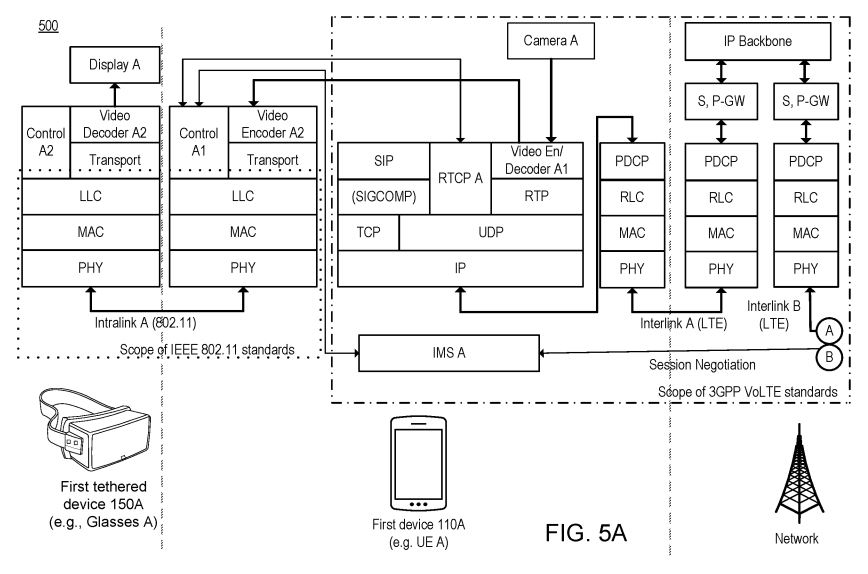 500
Display A
Camera A
IP Backbone
Control
A2
Video
Decoder A2
Transport
LLC
MAC
PHY
Control
A1
Video
Encoder A2
Transport
LLC
MAC
PHY
SIP
(SIGCOMP)
RTCP A
Video En/
Decoder A1
RTP
TCP
UDP
IP
PDCP
RLC
MAC
PHY
S, P-GW
PDCP
RLC
MAC
PHY
S, P-GW
PDCP
RLC
MAC
PHY
Intralink A (802.11)
Scope of IEEE 802.11 standards
Interlink A (LTE)
Interlink B
(LTE)
A
B
IMS A
Session Negotiation
Scope of 3GPP VoLTE standards
First tethered
device 150A
(e.g., Glasses A)
First device 110A
(e.g. UE A)
FIG. 5A
Network